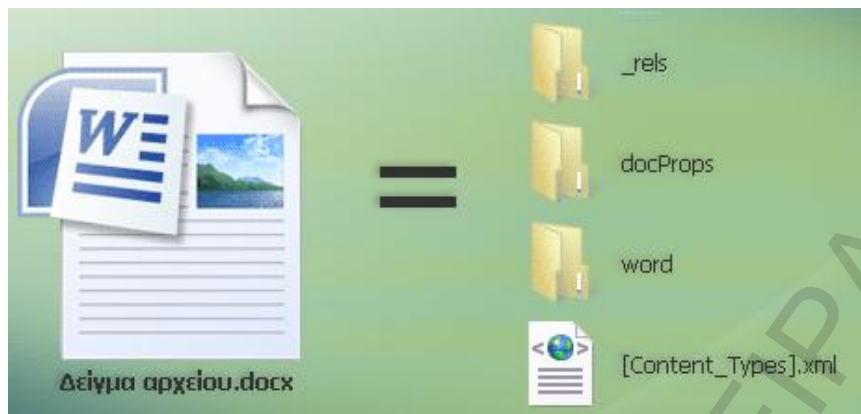 _rels
docProps
word
[Content_Types].xml
W
=
Δείγμα αρχείου.docx